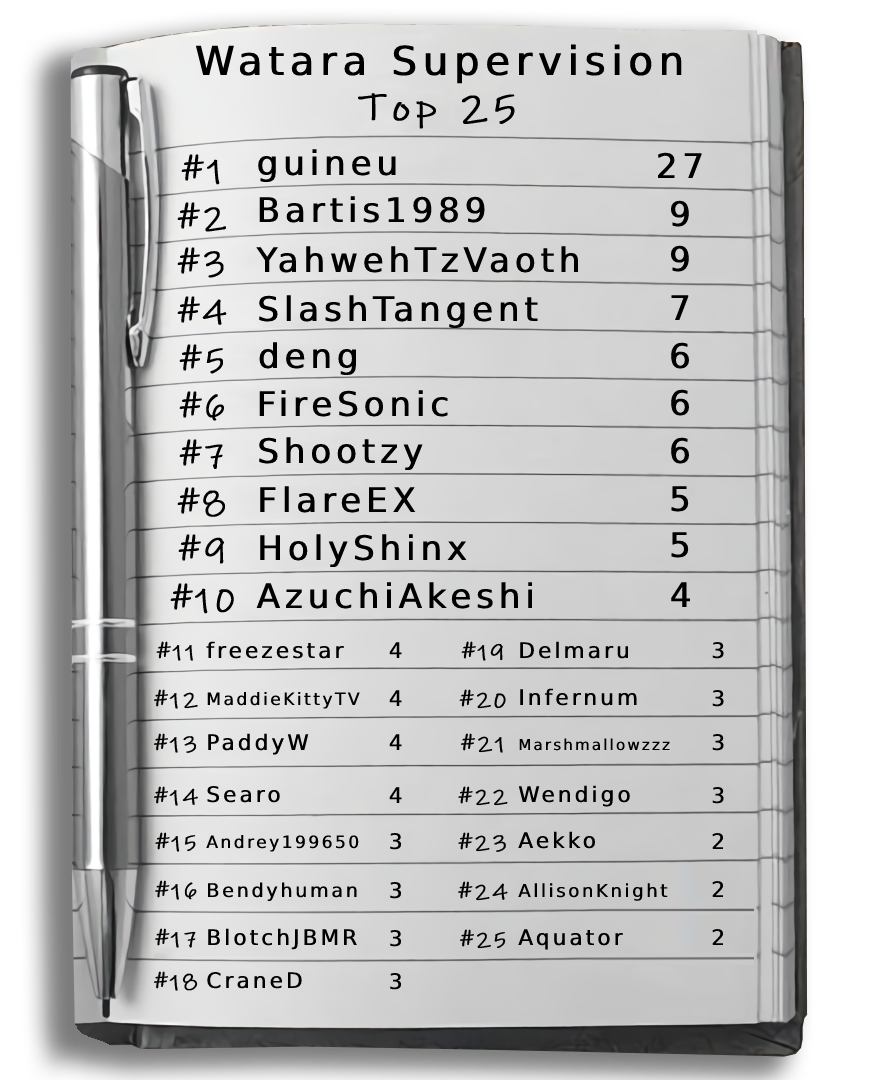 Watara Supervision
Top 25
#1 guineu 27
#2 Bartis1989 9
#3 YahwehTzVaoth 9
#4 SlashTangent 7
#5 deng 6
#6 FireSonic 6
#7 Shootzy 6
#8 FlareEX 5
#9 HolyShinx 5
#10 AzuchiAkeshi 4
#11 freezestar 4
#12 MaddieKittyTV 4
#13 PaddyW 4
#14 Searo 4
#15 Andrey199650 3
#16 Bendyhuman 3
#17 BlotchJBMR 3
#18 CraneD 3
#19 Delmaru 3
#20 Infernum 3
#21 Marshmallowzzz 3
#22 Wendigo 3
#23 Aekko 2
#24 AllisonKnight 2
#25 Aquator 2